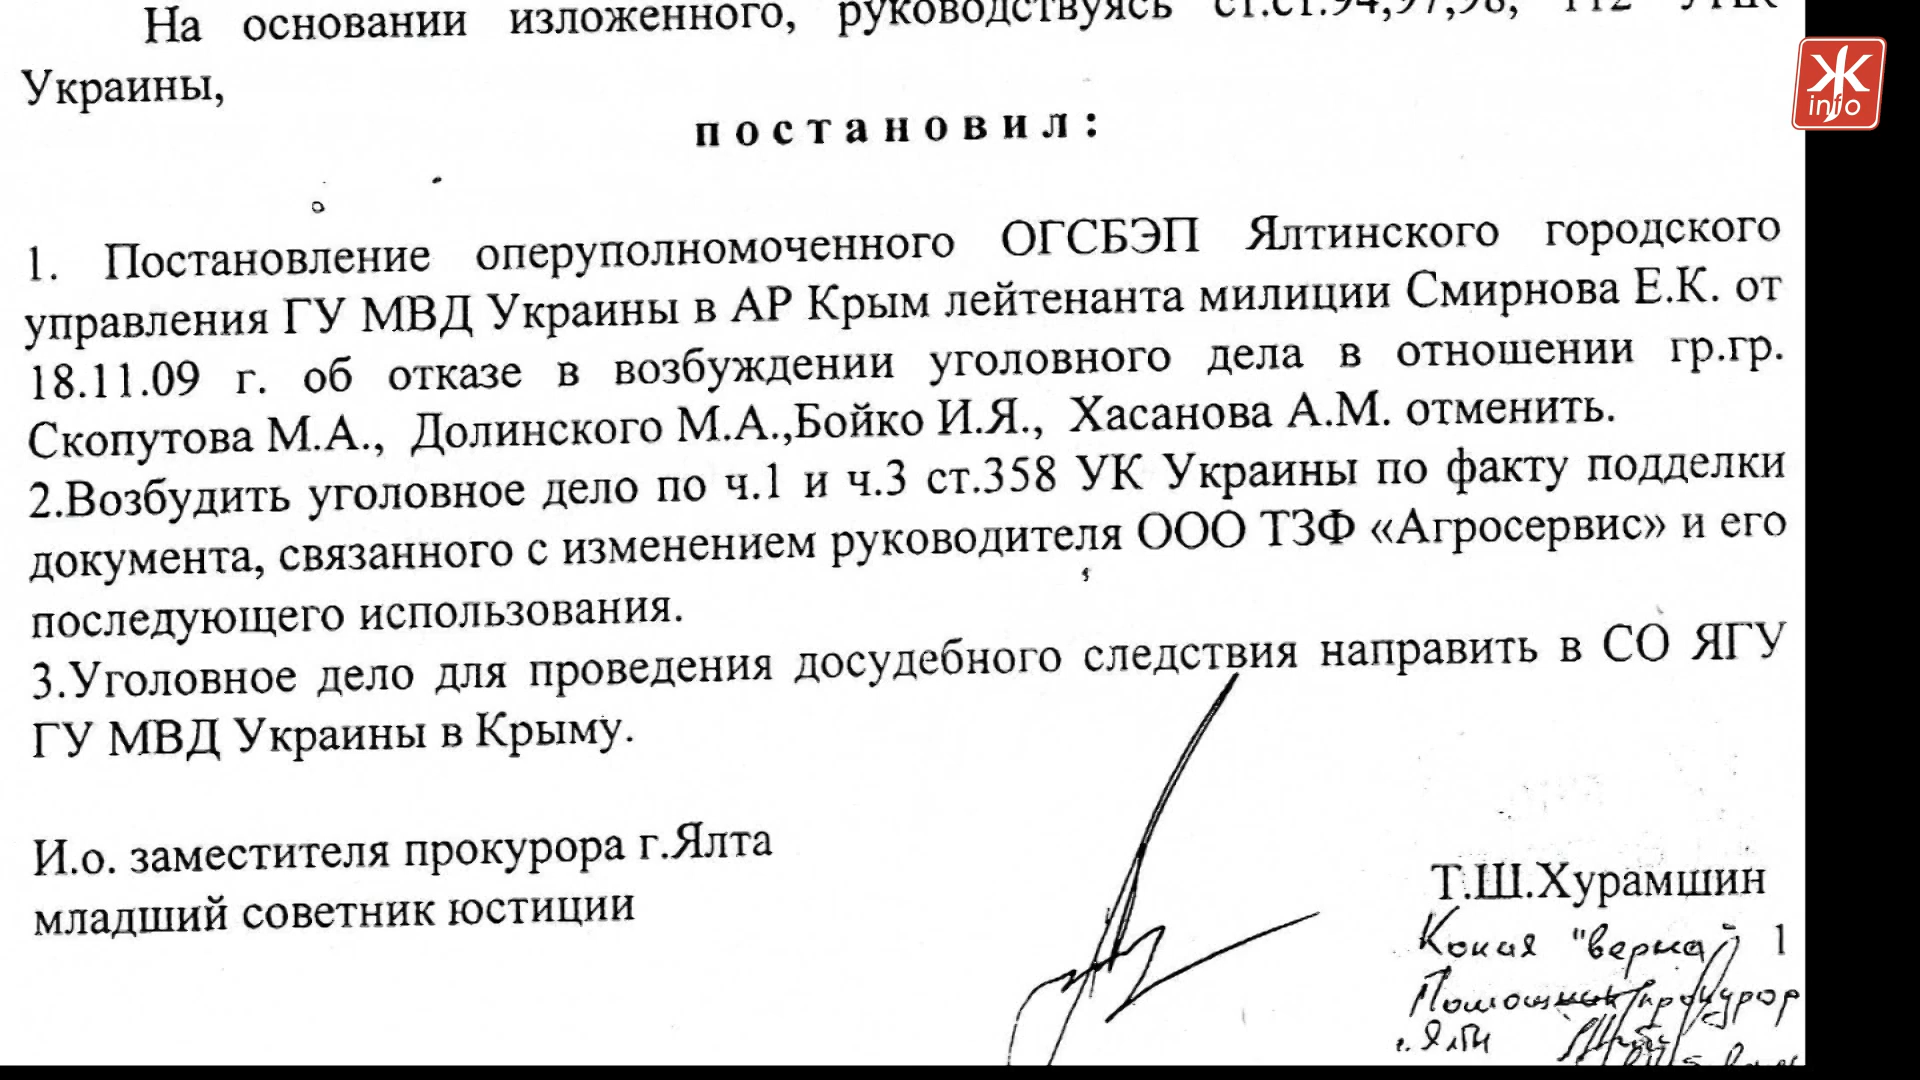 На основании изложенного, руководствуясь ст.ст.94,97,98, 112 УПК
Украины,
постановил:
1. Постановление оперуполномоченного ОГСБЭП Ялтинского городского
управления ГУ МВД Украины в АР Крым лейтенанта милиции Смирнова Е.К. от
18.11.09 г. об отказе в возбуждении уголовного дела в отношении гр.гр.
Скопутова М.А., Долинского М.А.,Бойко И.Я., Хасанова А.М. отменить.
2.Возбудить уголовное дело по ч.1 и ч.3 ст.358 УК Украины по факту подделки
документа, связанного с изменением руководителя ООО ТЗФ «Агросервис» и его
последующего использования.
3.Уголовное дело для проведения досудебного следствия направить в СО ЯГУ
ГУ МВД Украины в Крыму.
И.о. заместителя прокурора г.Ялта
младший советник юстиции
Т.Ш.Хурамшин
Копия "верна" 1
Помощник прокурор
г. Ялты
Ж info